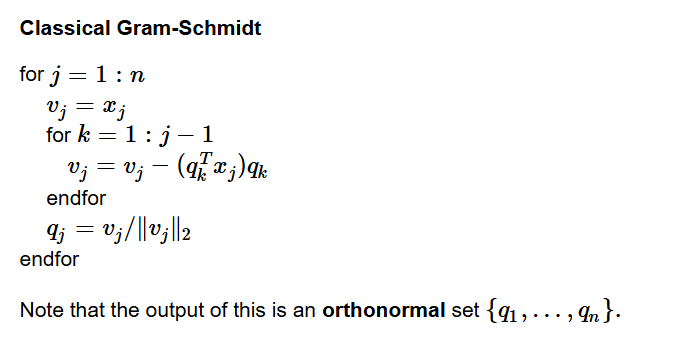 Classical Gram-Schmidt
for $j = 1 : n$
$v_j = x_j$
for $k = 1 : j - 1$
$v_j = v_j - (q_k^T x_j) q_k$
endfor
$q_j = v_j / \|v_j\|_2$
endfor
Note that the output of this is an orthonormal set $\{q_1, \ldots, q_n\}$.